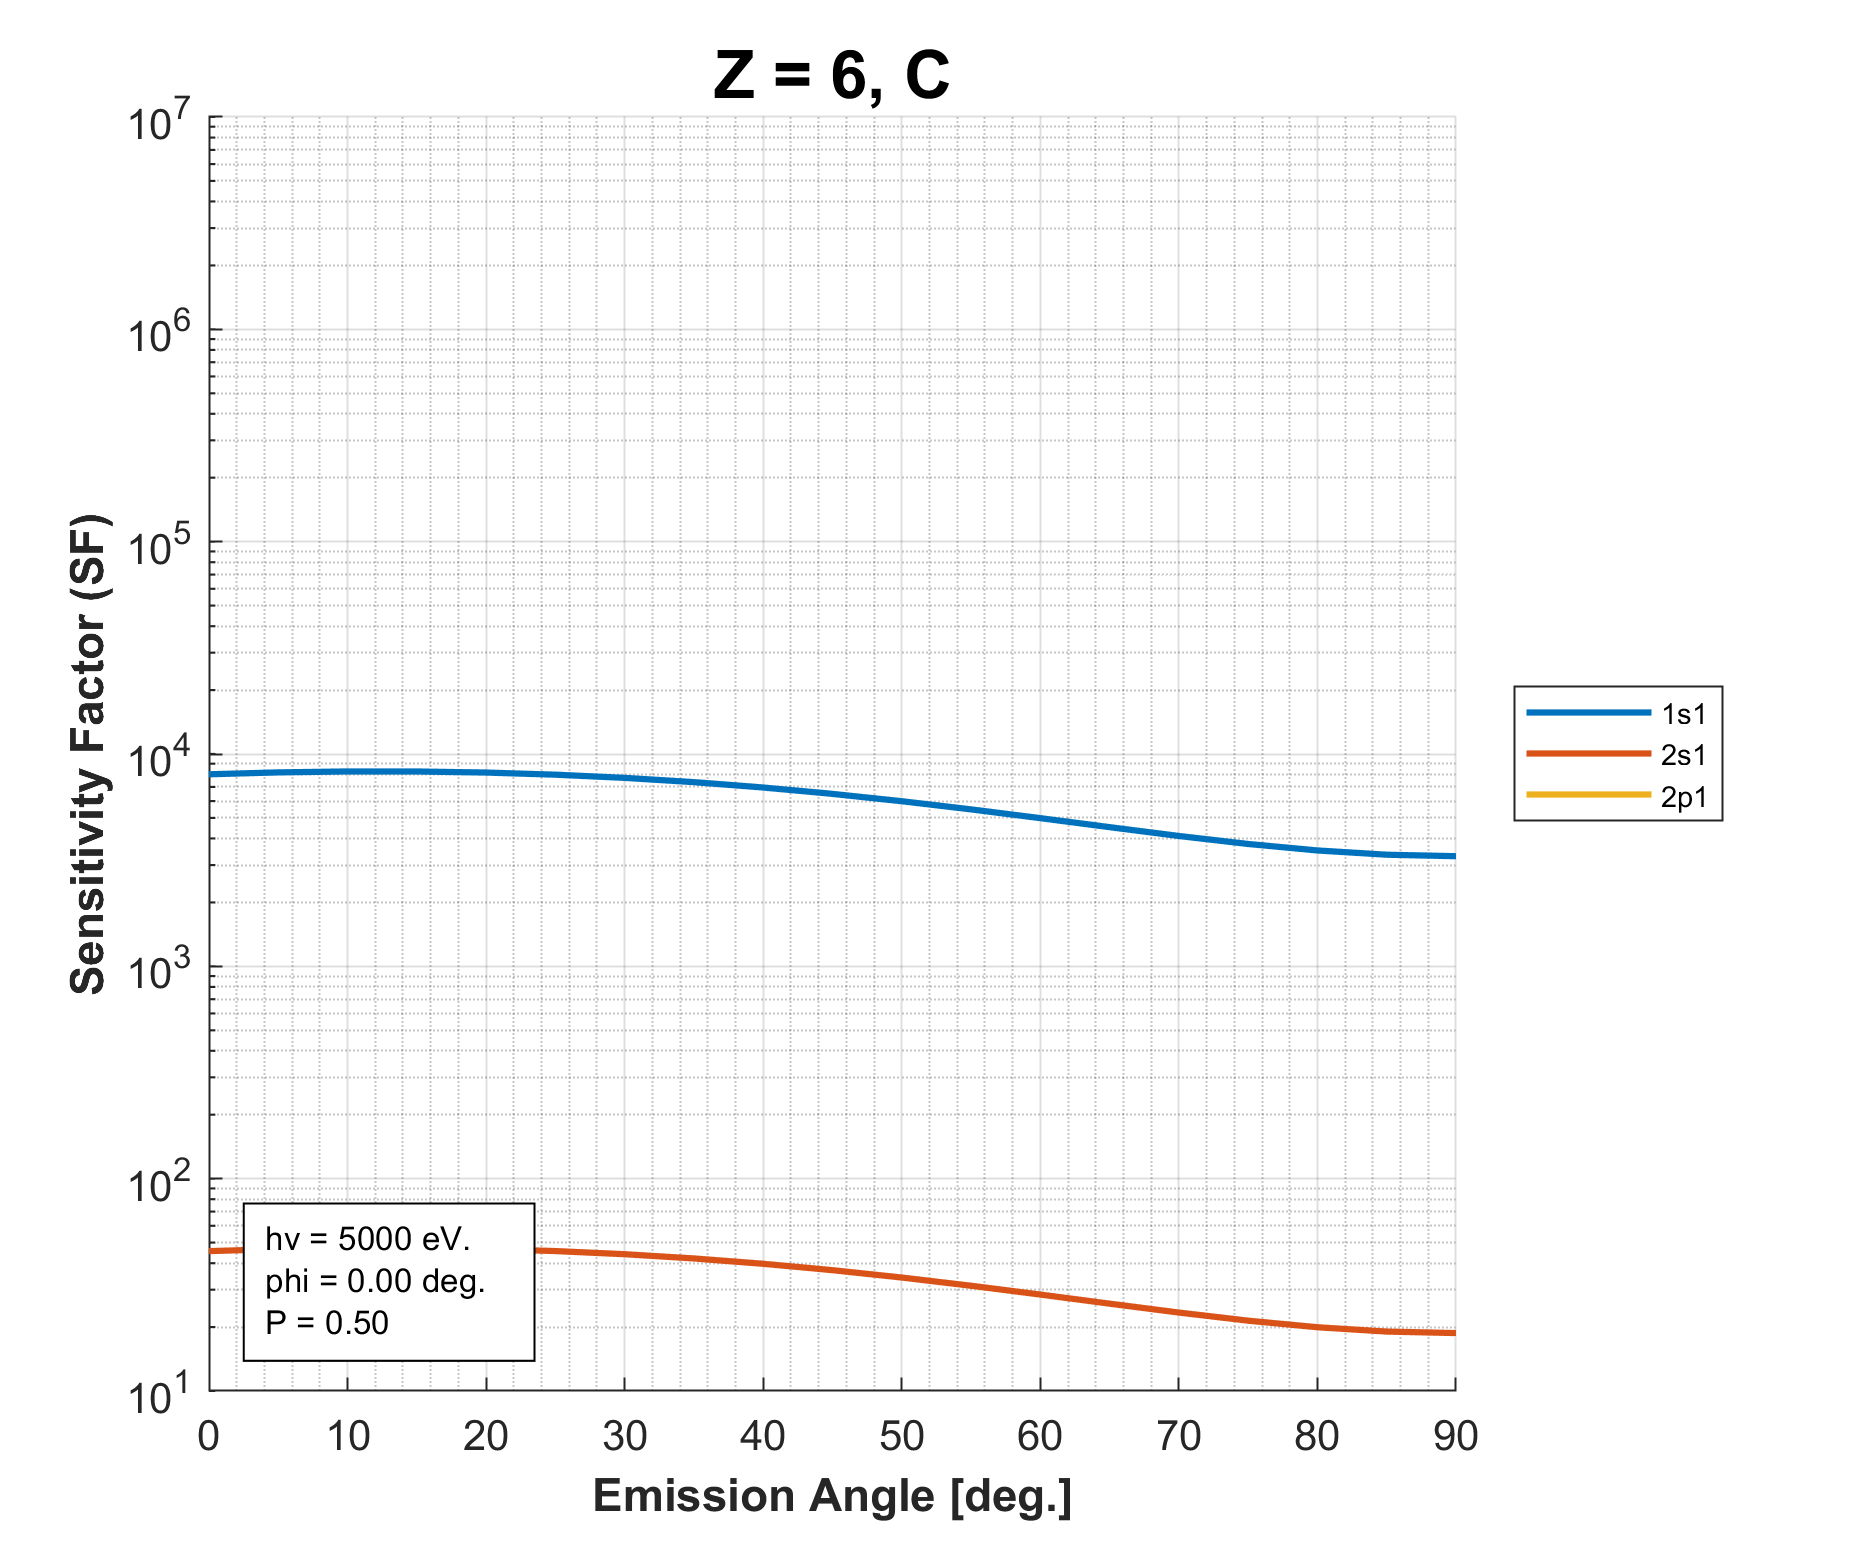 Z = 6, C
10^7
10^6
10^5
10^4
10^3
10^2
10^1
Sensitivity Factor (SF)
1s1
2s1
2p1
hv = 5000 eV.
phi = 0.00 deg.
P = 0.50
0 10 20 30 40 50 60 70 80 90
Emission Angle [deg.]